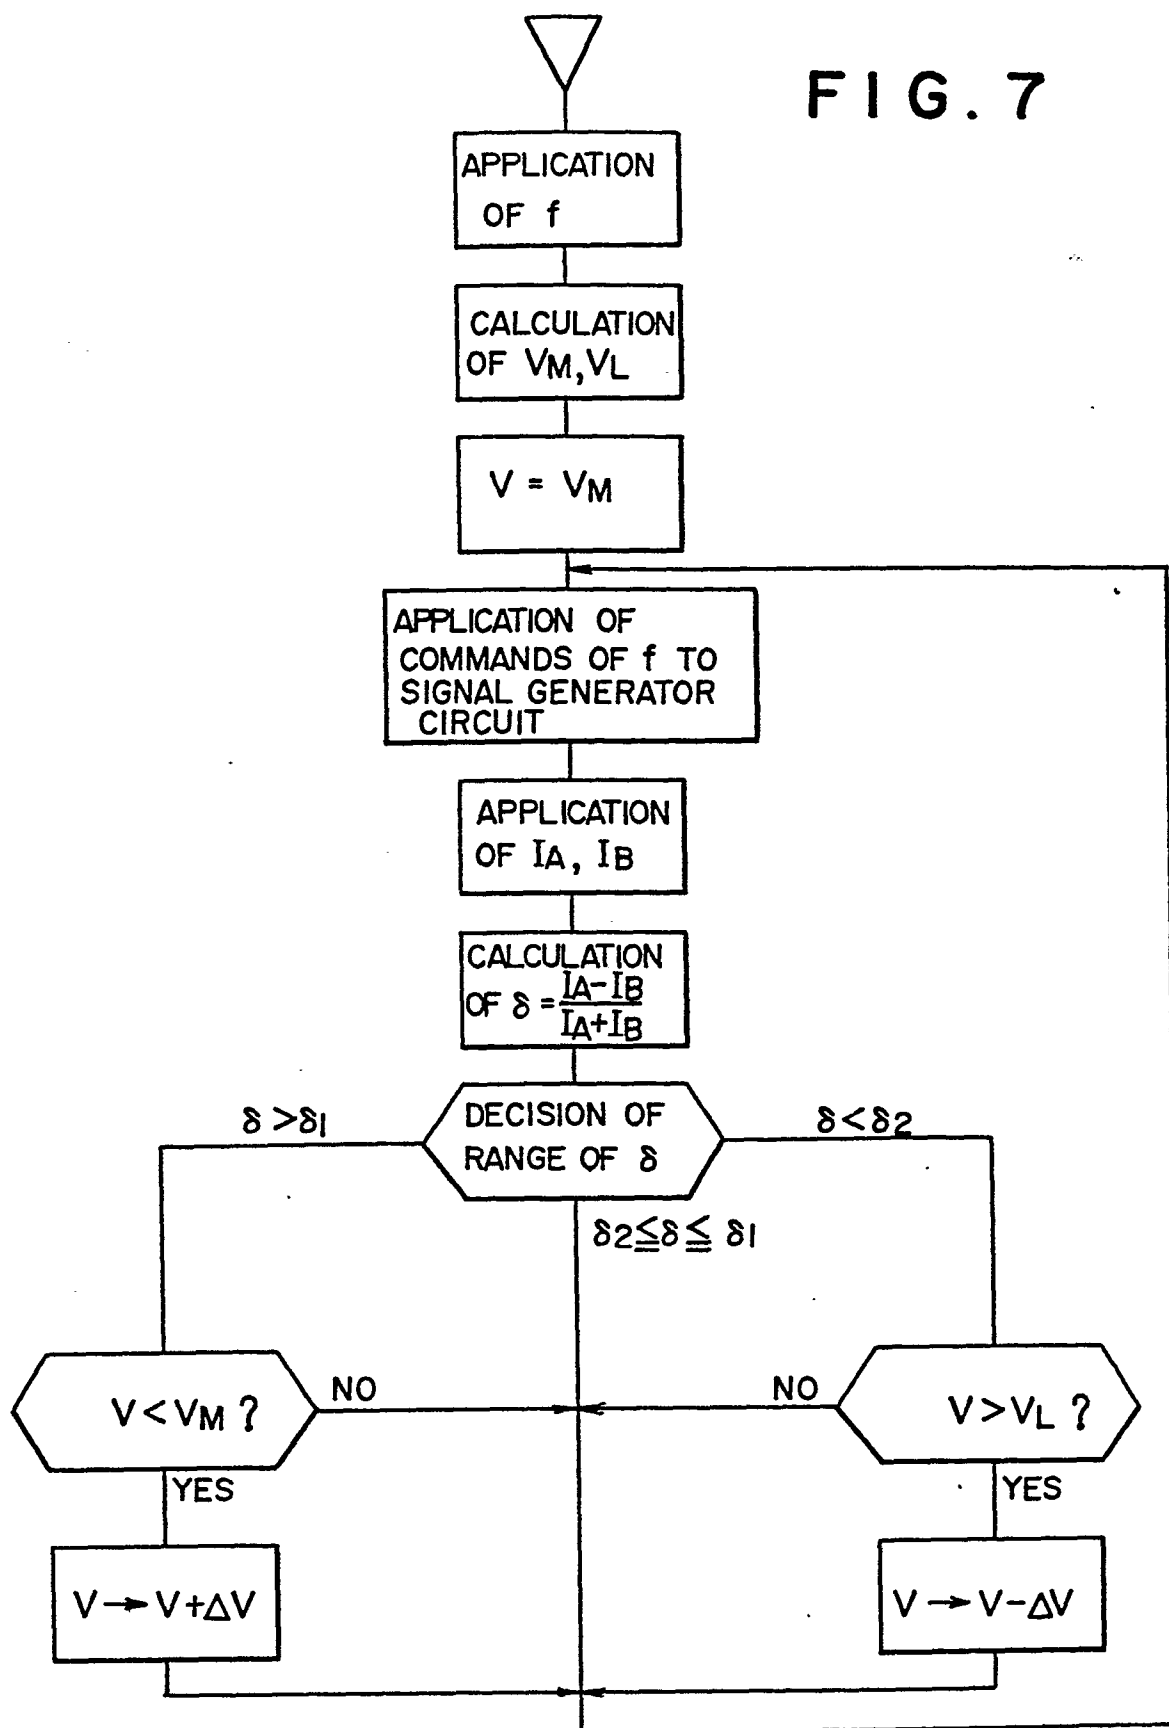 FIG. 7
APPLICATION
OF f
CALCULATION
OF VM, VL
V = VM
APPLICATION OF
COMMANDS OF f TO
SIGNAL GENERATOR
CIRCUIT
APPLICATION
OF IA, IB
CALCULATION
OF δ = IA-IB
IA+IB
DECISION OF
RANGE OF δ
δ > δ1
δ < δ2
δ2 ≦ δ ≦ δ1
V < VM ?
NO
NO
V > VL ?
YES
YES
V → V + ΔV
V → V - ΔV